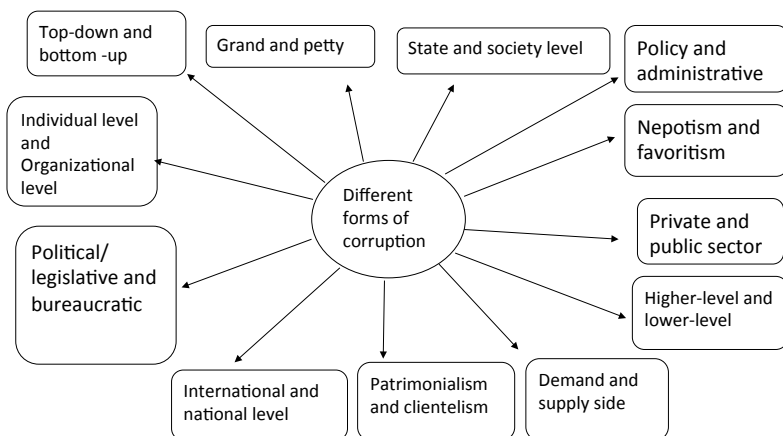 Top-down and
bottom -up
Grand and petty
State and society level
Policy and
administrative
Individual level
and
Organizational
level
Nepotism and
favoritism
Different
forms of
corruption
Private and
public sector
Political/
legislative and
bureaucratic
Higher-level and
lower-level
International and
national level
Patrimonialism
and clientelism
Demand and
supply side